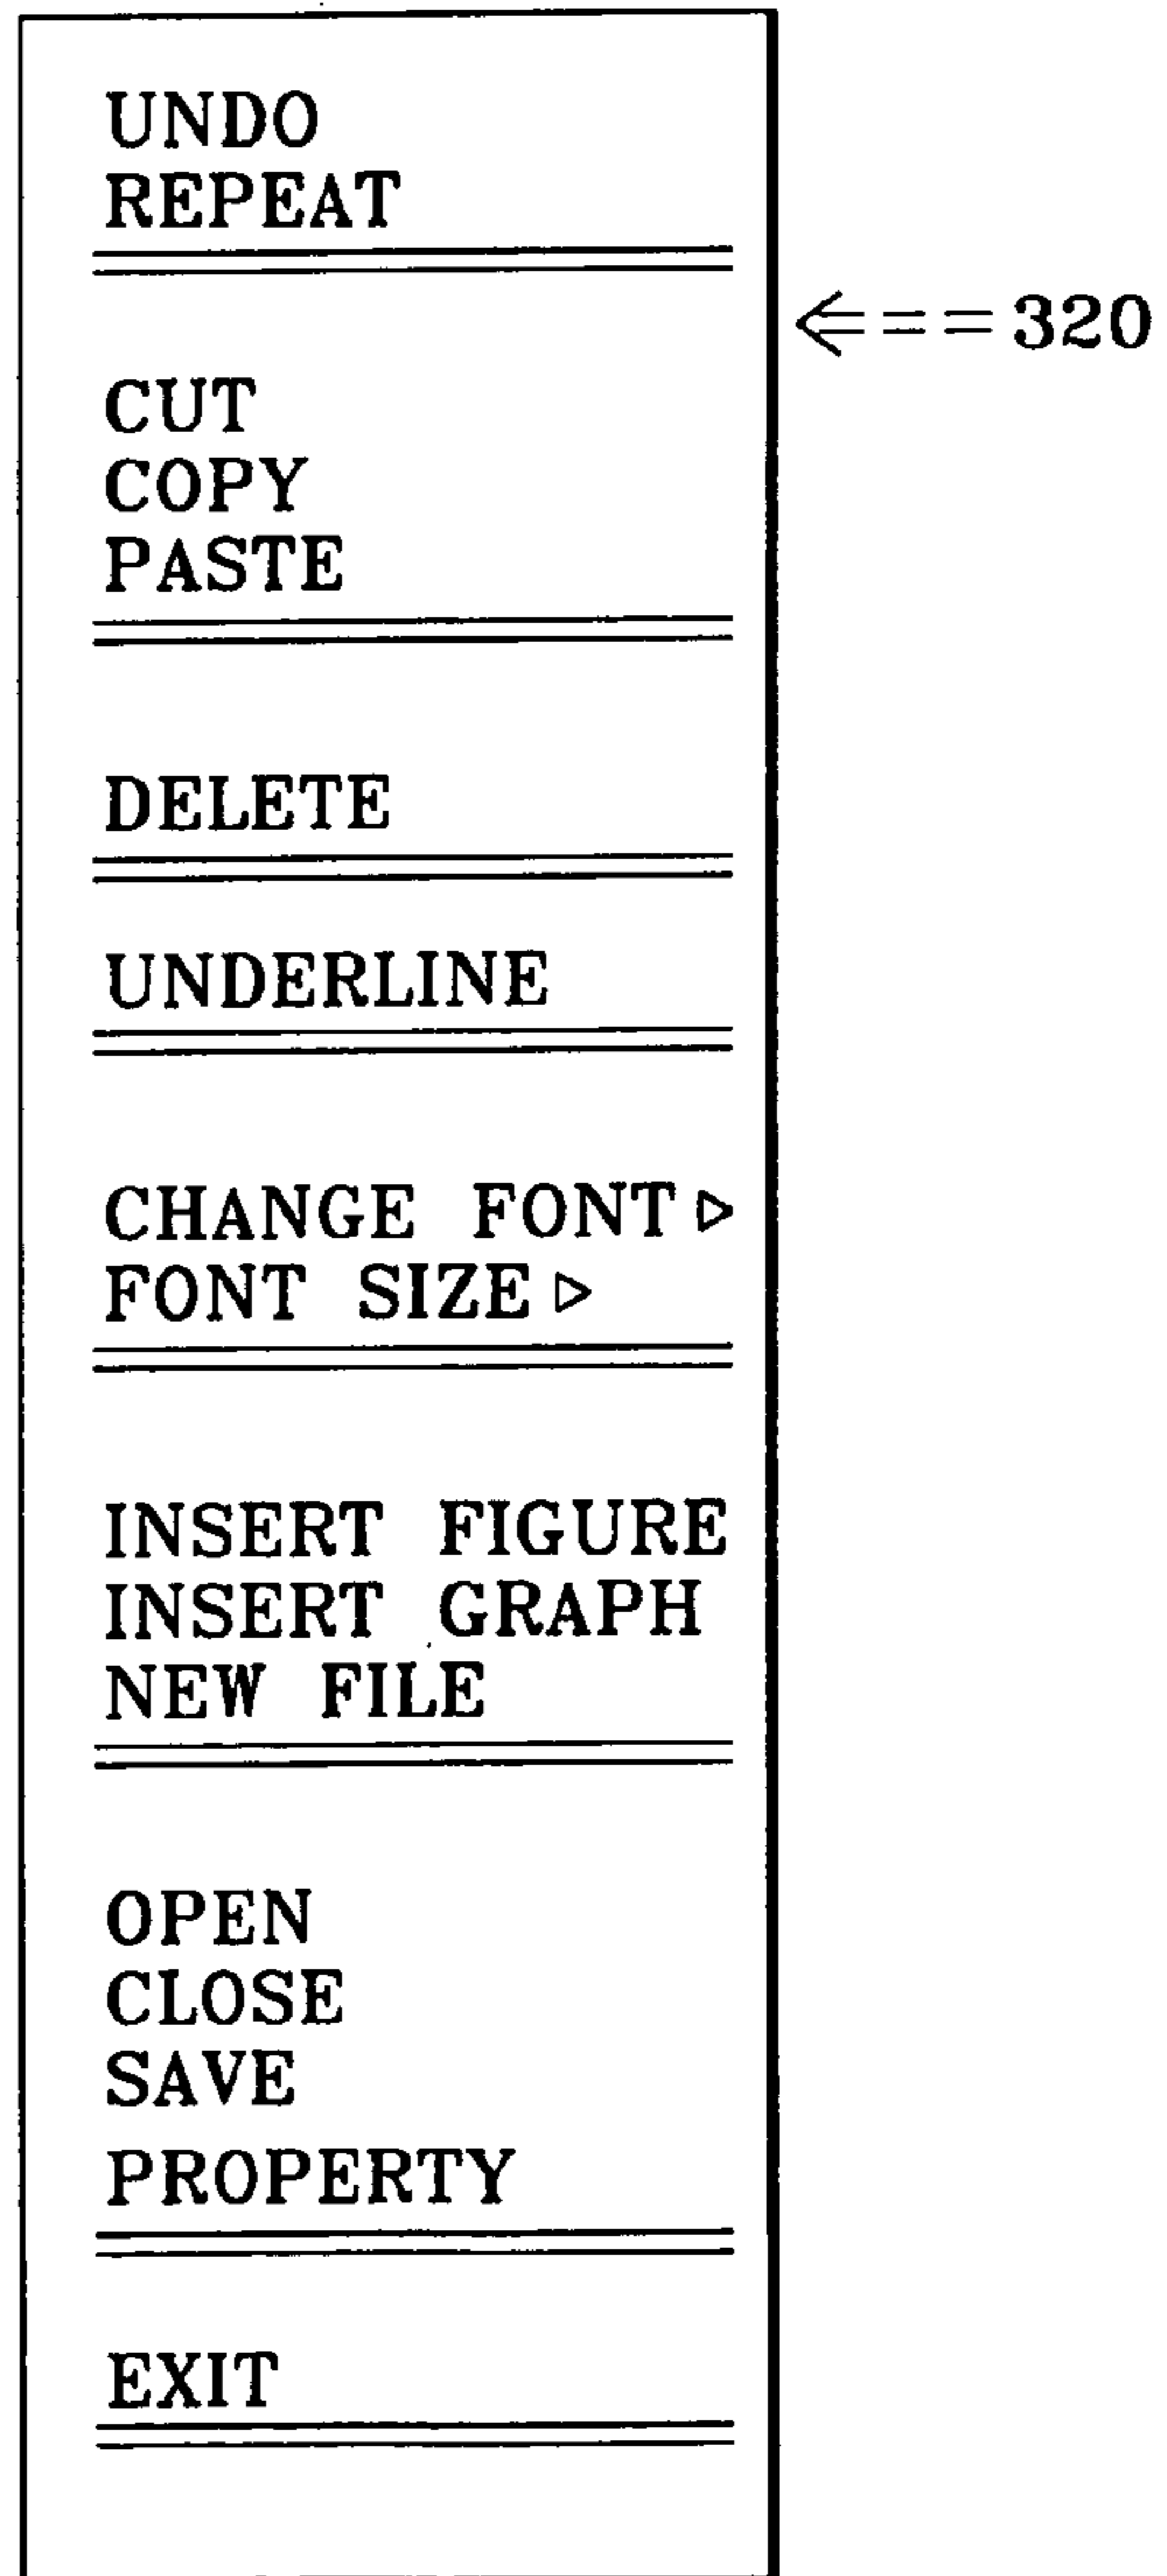 UNDO
REPEAT
⇐==320
CUT
COPY
PASTE
DELETE
UNDERLINE
CHANGE FONT ▷
FONT SIZE ▷
INSERT FIGURE
INSERT GRAPH
NEW FILE
OPEN
CLOSE
SAVE
PROPERTY
EXIT